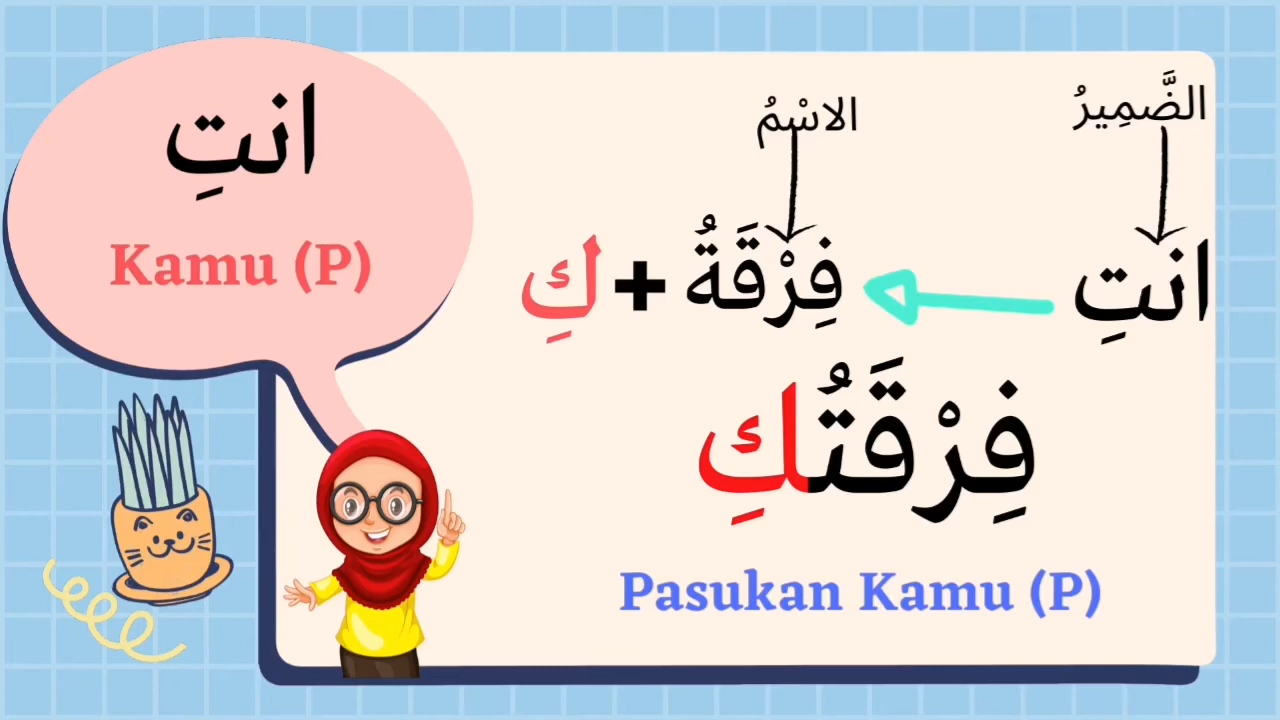 انتِ
Kamu (P)
الضَّمِيرُ
الاسْمُ
انتِ فِرْقَةٌ + كِ
فِرْقَتُكِ
Pasukan Kamu (P)